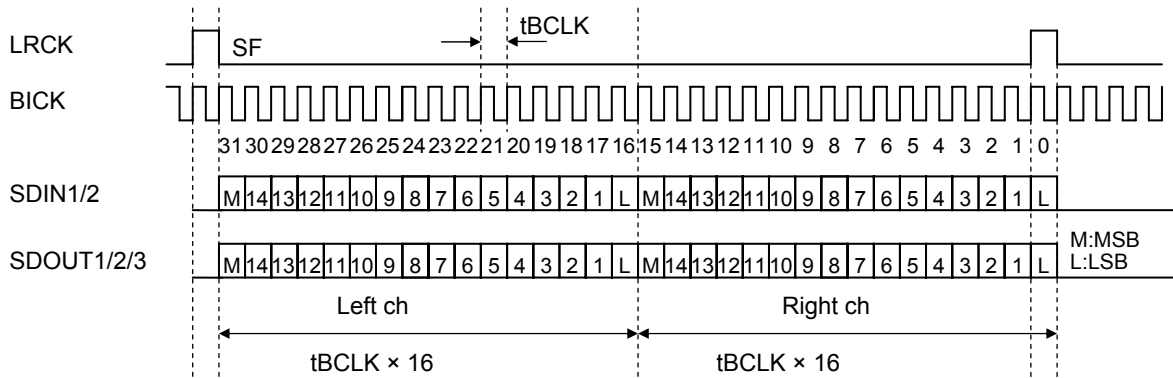 tBCLK
LRCK
SF
BICK
31 30 29 28 27 26 25 24 23 22 21 20 19 18 17 16 15 14 13 12 11 10 9 8 7 6 5 4 3 2 1 0
SDIN1/2
M 14 13 12 11 10 9 8 7 6 5 4 3 2 1 L M 14 13 12 11 10 9 8 7 6 5 4 3 2 1 L
SDOUT1/2/3
M 14 13 12 11 10 9 8 7 6 5 4 3 2 1 L M 14 13 12 11 10 9 8 7 6 5 4 3 2 1 L
M:MSB
L:LSB
Left ch Right ch
tBCLK × 16 tBCLK × 16